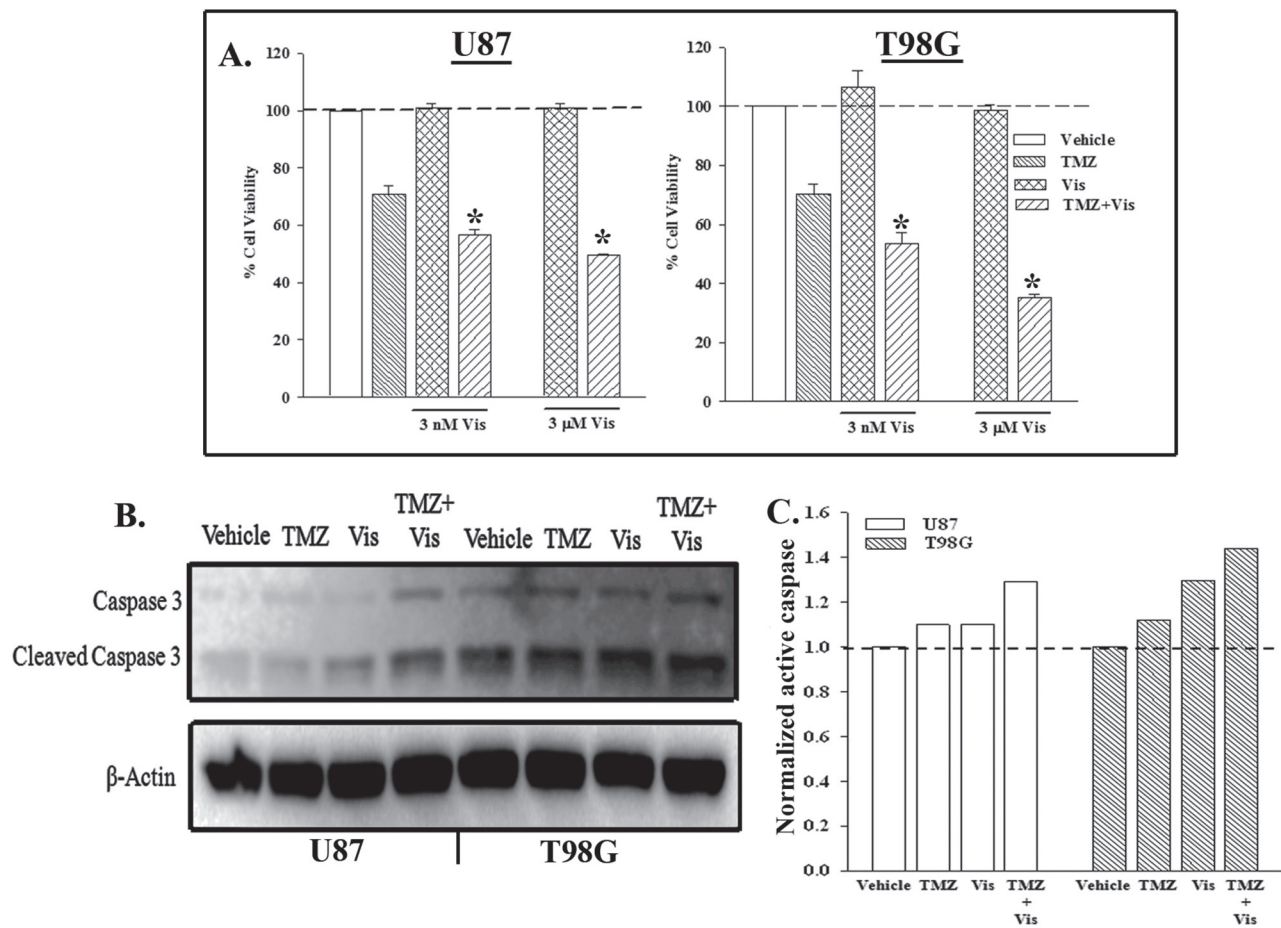 A.
U87
120
100
80
60
40
20
0
% Cell Viability
*
*
3 nM Vis
3 μM Vis
T98G
120
100
80
60
40
20
0
% Cell Viability
*
*
3 nM Vis
3 μM Vis
Vehicle
TMZ
Vis
TMZ+Vis
B.
Vehicle TMZ Vis TMZ+ Vis Vehicle TMZ Vis TMZ+ Vis
Caspase 3
Cleaved Caspase 3
β-Actin
U87 T98G
C.
U87
T98G
1.6
1.4
1.2
1.0
0.8
0.6
0.4
0.2
0.0
Normalized active caspase
Vehicle TMZ Vis TMZ + Vis Vehicle TMZ Vis TMZ + Vis